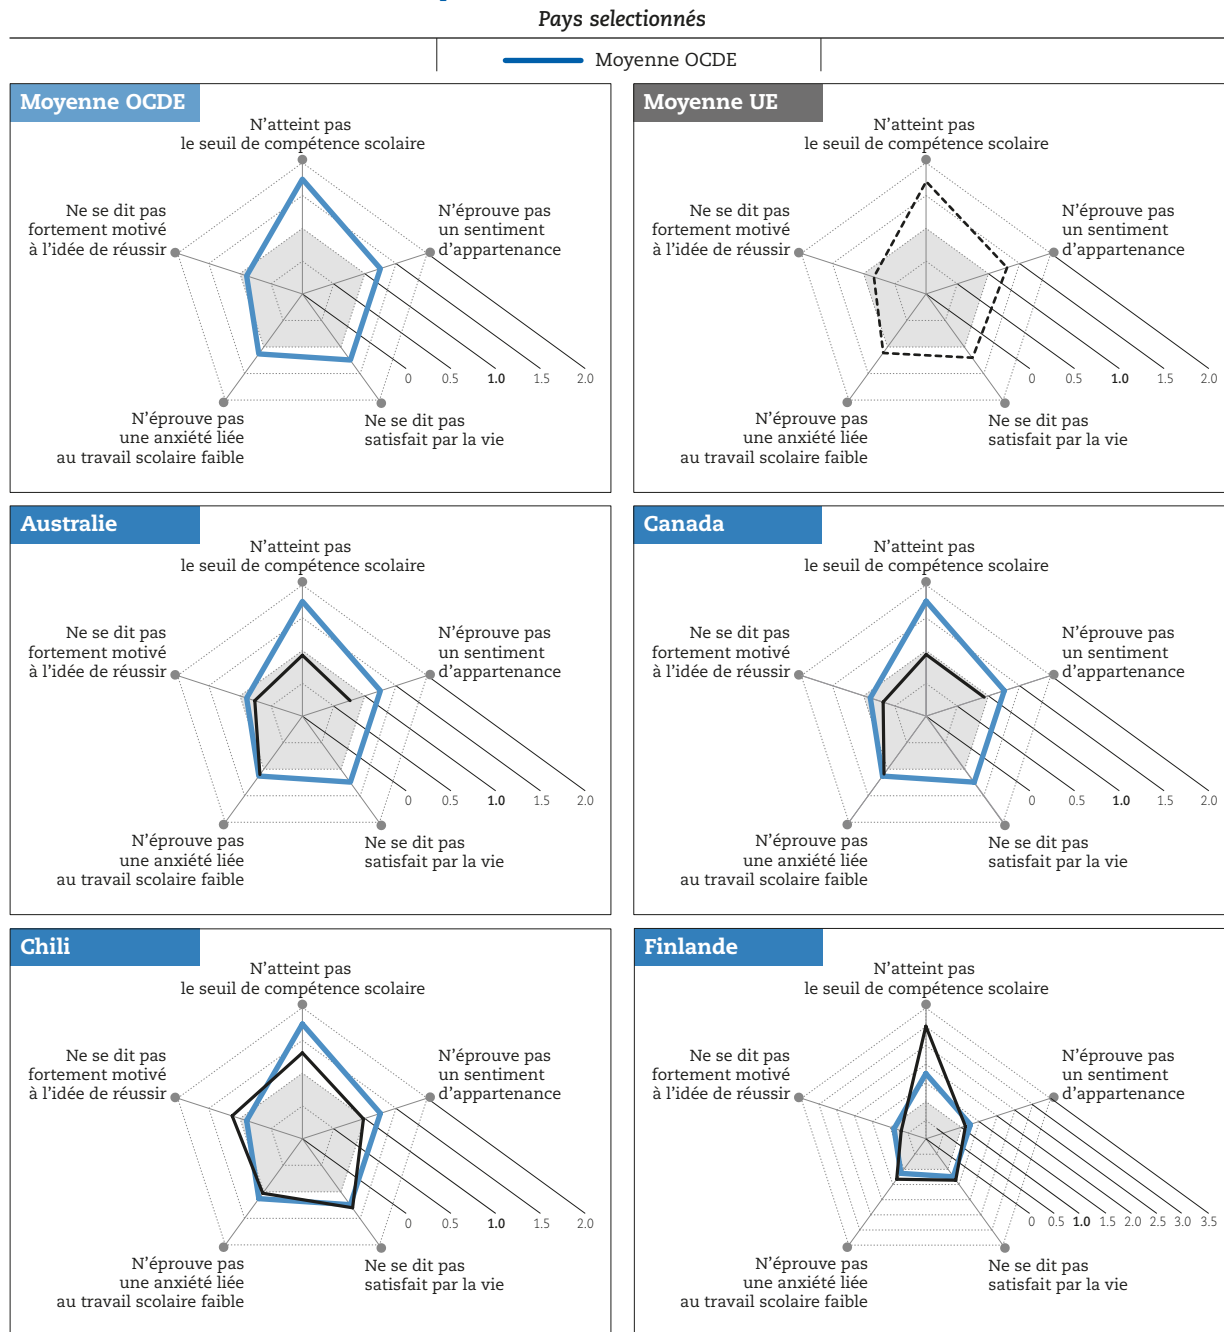 Pays selectionnés
Moyenne OCDE
Moyenne OCDE
N'atteint pas
le seuil de compétence scolaire
Ne se dit pas
fortement motivé
à l'idée de réussir
N'éprouve pas
un sentiment
d'appartenance
0 0.5 1.0 1.5 2.0
N'éprouve pas
une anxiété liée
au travail scolaire faible
Ne se dit pas
satisfait par la vie
Moyenne UE
N'atteint pas
le seuil de compétence scolaire
Ne se dit pas
fortement motivé
à l'idée de réussir
N'éprouve pas
un sentiment
d'appartenance
0 0.5 1.0 1.5 2.0
N'éprouve pas
une anxiété liée
au travail scolaire faible
Ne se dit pas
satisfait par la vie
Australie
N'atteint pas
le seuil de compétence scolaire
Ne se dit pas
fortement motivé
à l'idée de réussir
N'éprouve pas
un sentiment
d'appartenance
0 0.5 1.0 1.5 2.0
N'éprouve pas
une anxiété liée
au travail scolaire faible
Ne se dit pas
satisfait par la vie
Canada
N'atteint pas
le seuil de compétence scolaire
Ne se dit pas
fortement motivé
à l'idée de réussir
N'éprouve pas
un sentiment
d'appartenance
0 0.5 1.0 1.5 2.0
N'éprouve pas
une anxiété liée
au travail scolaire faible
Ne se dit pas
satisfait par la vie
Chili
N'atteint pas
le seuil de compétence scolaire
Ne se dit pas
fortement motivé
à l'idée de réussir
N'éprouve pas
un sentiment
d'appartenance
0 0.5 1.0 1.5 2.0
N'éprouve pas
une anxiété liée
au travail scolaire faible
Ne se dit pas
satisfait par la vie
Finlande
N'atteint pas
le seuil de compétence scolaire
Ne se dit pas
fortement motivé
à l'idée de réussir
N'éprouve pas
un sentiment
d'appartenance
0 0.5 1.0 1.5 2.0 2.5 3.0 3.5
N'éprouve pas
une anxiété liée
au travail scolaire faible
Ne se dit pas
satisfait par la vie